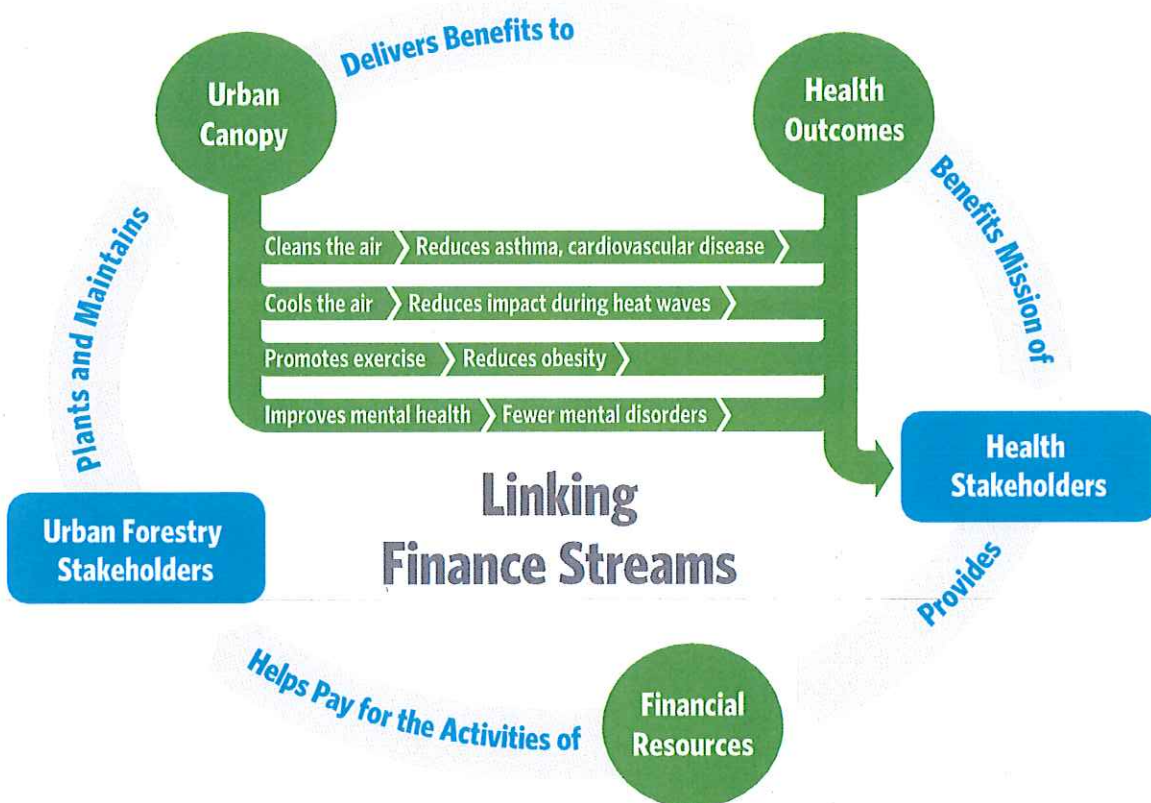 Delivers Benefits to
Urban
Canopy
Health
Outcomes
Benefits Mission of
Plants and Maintains
Cleans the air
Reduces asthma, cardiovascular disease
Cools the air
Reduces impact during heat waves
Promotes exercise
Reduces obesity
Improves mental health
Fewer mental disorders
Health
Stakeholders
Linking
Finance Streams
Urban Forestry
Stakeholders
Provides
Helps Pay for the Activities of
Financial
Resources